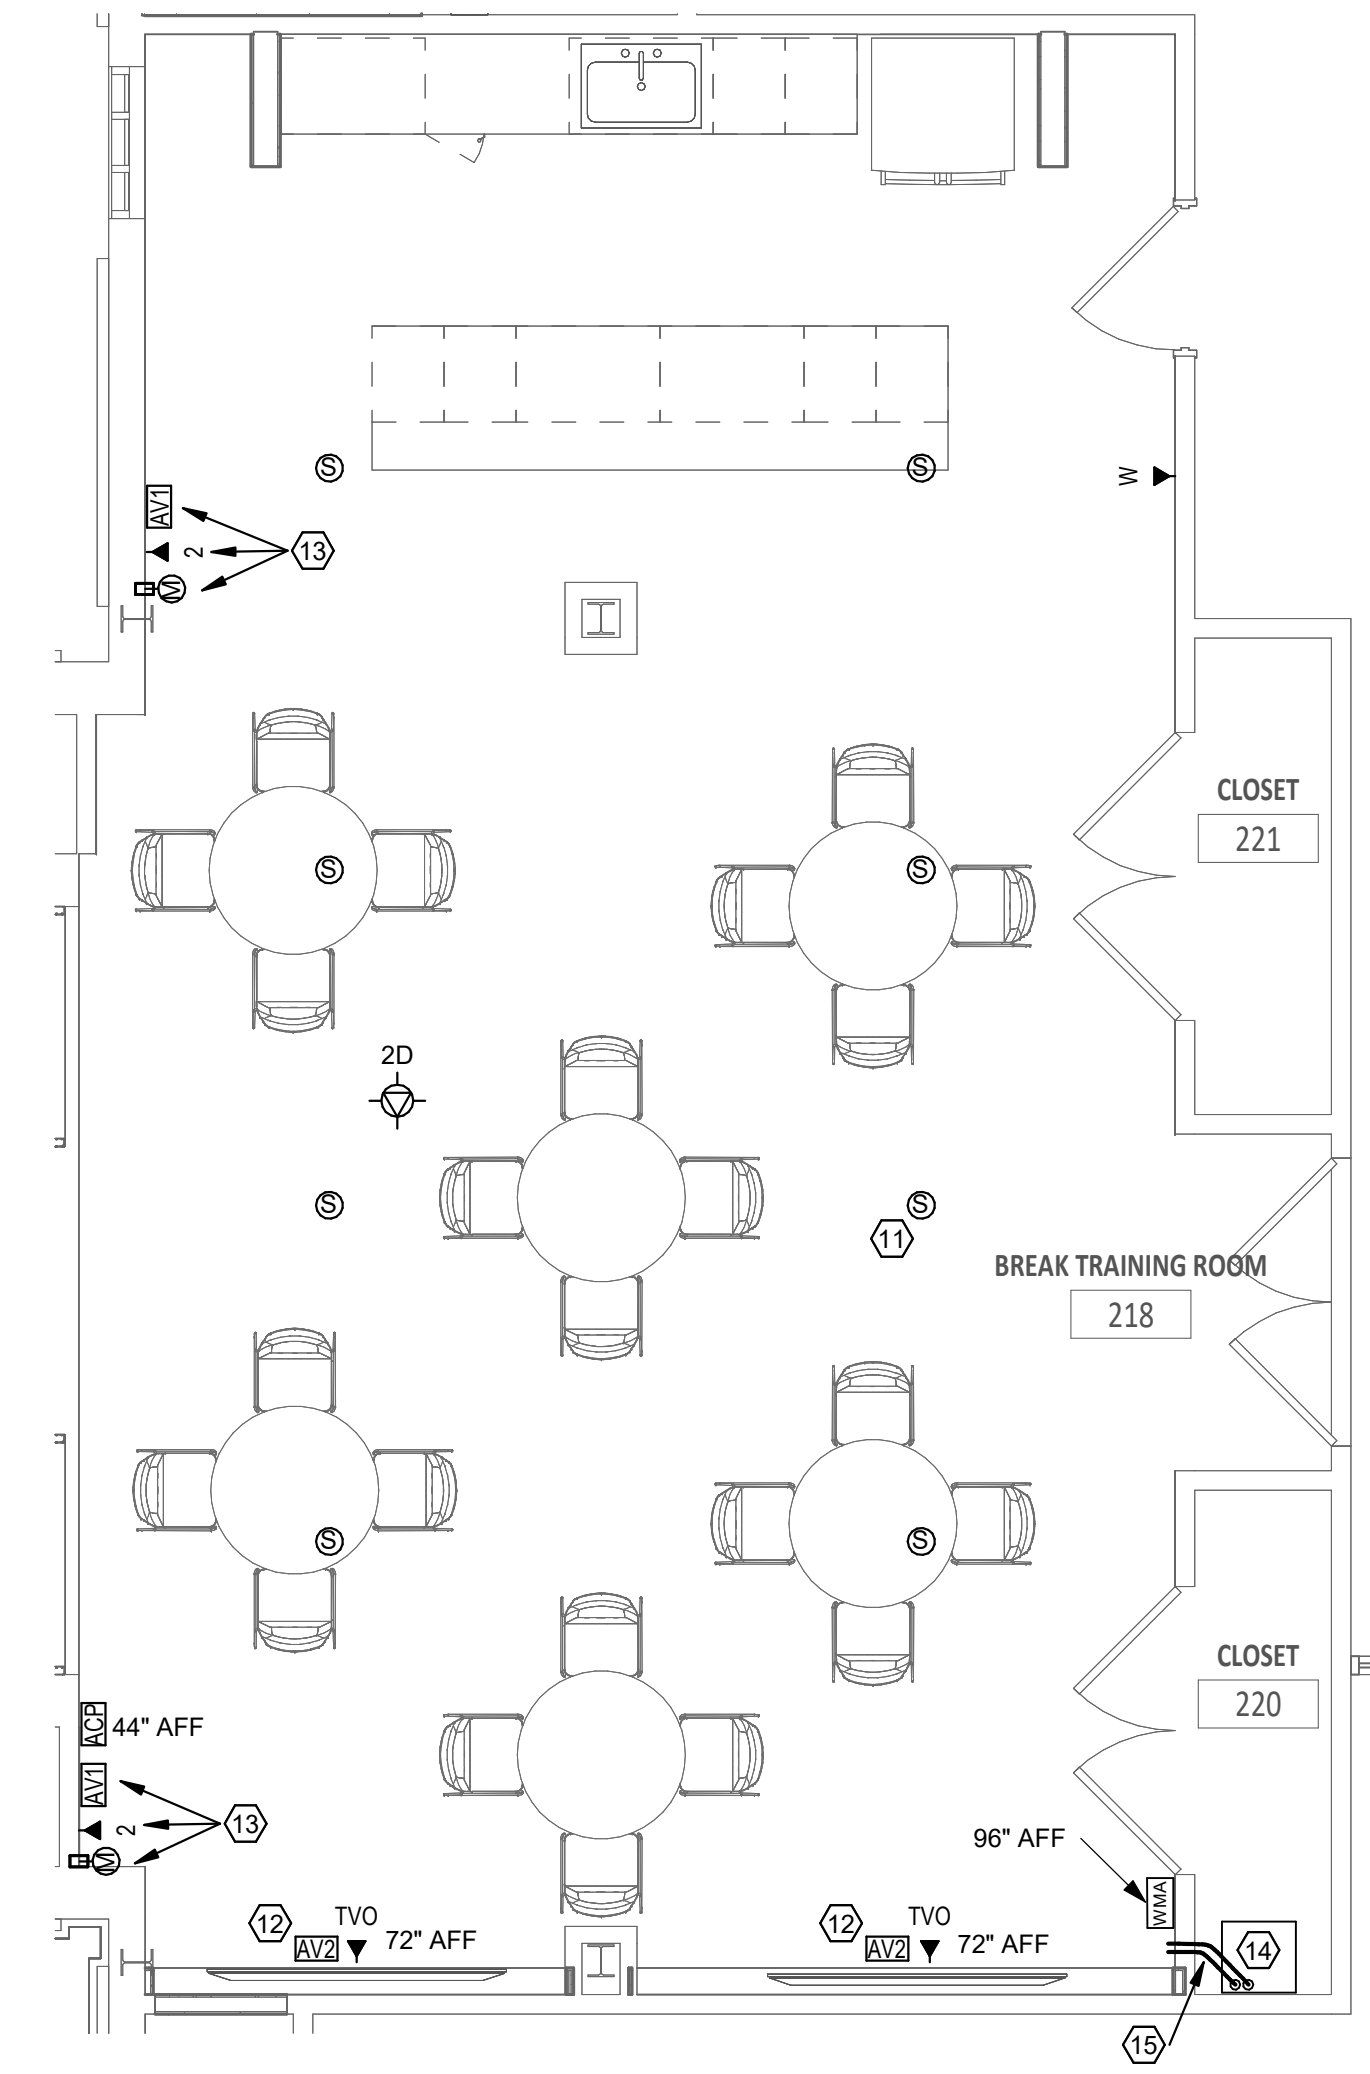 S
S
W
AV1
2
13
M
CLOSET
221
S
S
2D
S
S
11
BREAK TRAINING ROOM
218
S
S
CLOSET
220
ACP
44" AFF
AV1
2
13
M
96" AFF
WMA
12
TVO
AV2
72" AFF
12
TVO
AV2
72" AFF
14
15